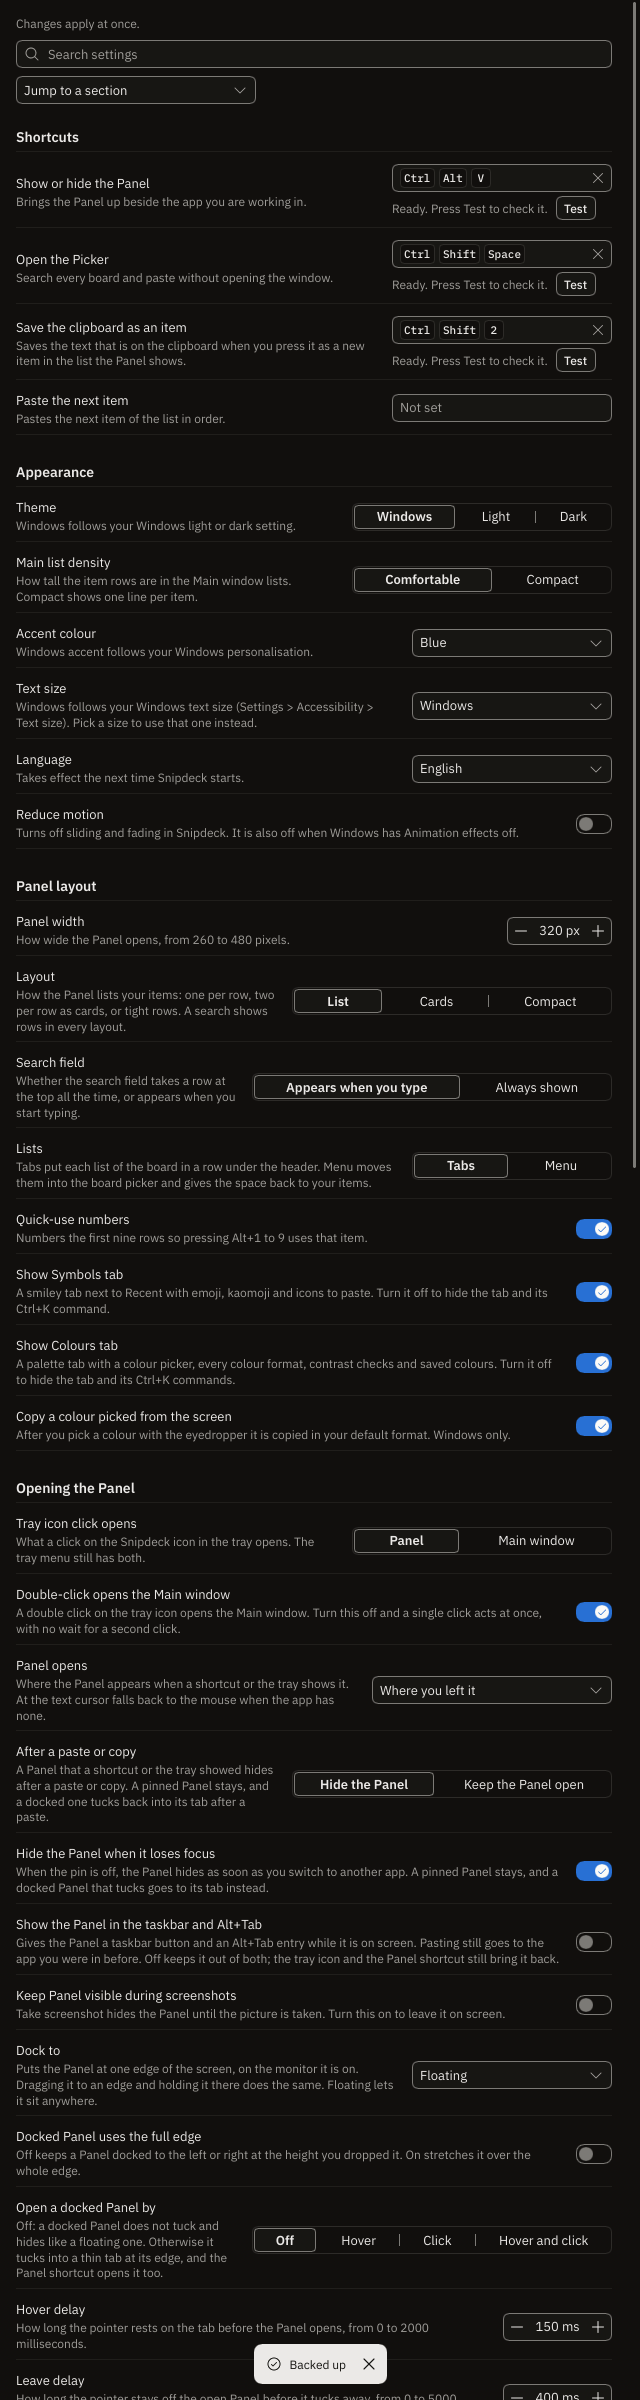 Changes apply at once.
Search settings
Jump to a section
Shortcuts
Show or hide the Panel
Brings the Panel up beside the app you are working in.
Ctrl Alt V
Ready. Press Test to check it. Test
Open the Picker
Search every board and paste without opening the window.
Ctrl Shift Space
Ready. Press Test to check it. Test
Save the clipboard as an item
Saves the text that is on the clipboard when you press it as a new
item in the list the Panel shows.
Ctrl Shift 2
Ready. Press Test to check it. Test
Paste the next item
Pastes the next item of the list in order.
Not set
Appearance
Theme
Windows follows your Windows light or dark setting.
Windows Light Dark
Main list density
How tall the item rows are in the Main window lists.
Compact shows one line per item.
Comfortable Compact
Accent colour
Windows accent follows your Windows personalisation.
Blue
Text size
Windows follows your Windows text size (Settings > Accessibility >
Text size). Pick a size to use that one instead.
Windows
Language
Takes effect the next time Snipdeck starts.
English
Reduce motion
Turns off sliding and fading in Snipdeck. It is also off when Windows has Animation effects off.
Panel layout
Panel width
How wide the Panel opens, from 260 to 480 pixels.
320 px
Layout
How the Panel lists your items: one per row, two
per row as cards, or tight rows. A search shows
rows in every layout.
List Cards Compact
Search field
Whether the search field takes a row at
the top all the time, or appears when you
start typing.
Appears when you type Always shown
Lists
Tabs put each list of the board in a row under the header. Menu moves
them into the board picker and gives the space back to your items.
Tabs Menu
Quick-use numbers
Numbers the first nine rows so pressing Alt+1 to 9 uses that item.
Show Symbols tab
A smiley tab next to Recent with emoji, kaomoji and icons to paste. Turn it off to hide the tab and its
Ctrl+K command.
Show Colours tab
A palette tab with a colour picker, every colour format, contrast checks and saved colours. Turn it off
to hide the tab and its Ctrl+K commands.
Copy a colour picked from the screen
After you pick a colour with the eyedropper it is copied in your default format. Windows only.
Opening the Panel
Tray icon click opens
What a click on the Snipdeck icon in the tray opens. The
tray menu still has both.
Panel Main window
Double-click opens the Main window
A double click on the tray icon opens the Main window. Turn this off and a single click acts at once,
with no wait for a second click.
Panel opens
Where the Panel appears when a shortcut or the tray shows it.
At the text cursor falls back to the mouse when the app has
none.
Where you left it
After a paste or copy
A Panel that a shortcut or the tray showed hides
after a paste or copy. A pinned Panel stays, and
a docked one tucks back into its tab after a
paste.
Hide the Panel Keep the Panel open
Hide the Panel when it loses focus
When the pin is off, the Panel hides as soon as you switch to another app. A pinned Panel stays, and a
docked Panel that tucks goes to its tab instead.
Show the Panel in the taskbar and Alt+Tab
Gives the Panel a taskbar button and an Alt+Tab entry while it is on screen. Pasting still goes to the
app you were in before. Off keeps it out of both; the tray icon and the Panel shortcut still bring it back.
Keep Panel visible during screenshots
Take screenshot hides the Panel until the picture is taken. Turn this on to leave it on screen.
Dock to
Puts the Panel at one edge of the screen, on the monitor it is on.
Dragging it to an edge and holding it there does the same. Floating lets
it sit anywhere.
Floating
Docked Panel uses the full edge
Off keeps a Panel docked to the left or right at the height you dropped it. On stretches it over the
whole edge.
Open a docked Panel by
Off: a docked Panel does not tuck and
hides like a floating one. Otherwise it
tucks into a thin tab at its edge, and the
Panel shortcut opens it too.
Off Hover Click Hover and click
Hover delay
How long the pointer rests on the tab before the Panel opens, from 0 to 2000
milliseconds.
150 ms
Backed up
Leave delay
How long the pointer stays off the open Panel before it tucks away, from 0 to 5000
400 ms